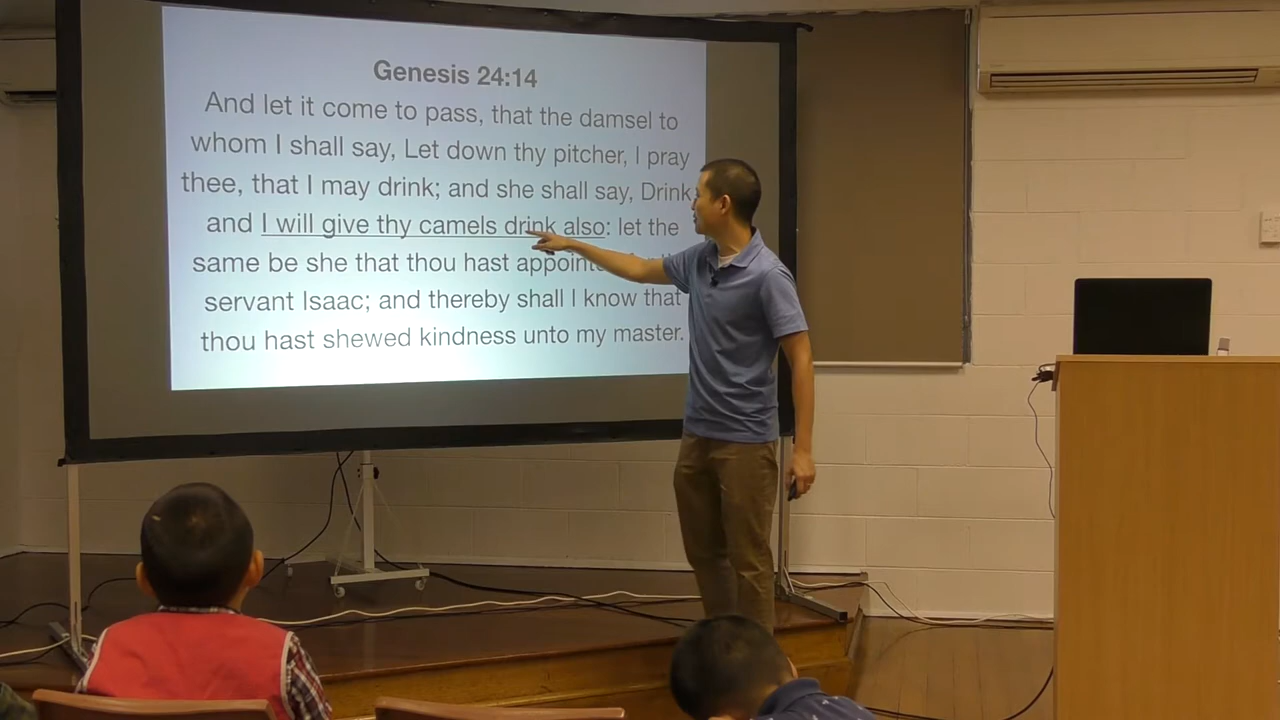 Genesis 24:14
And let it come to pass, that the damsel to
whom I shall say, Let down thy pitcher, I pray
thee, that I may drink; and she shall say, Drink
and I will give thy camels drink also: let the
same be she that thou hast appoint
servant Isaac; and thereby shall I know that
thou hast shewed kindness unto my master.